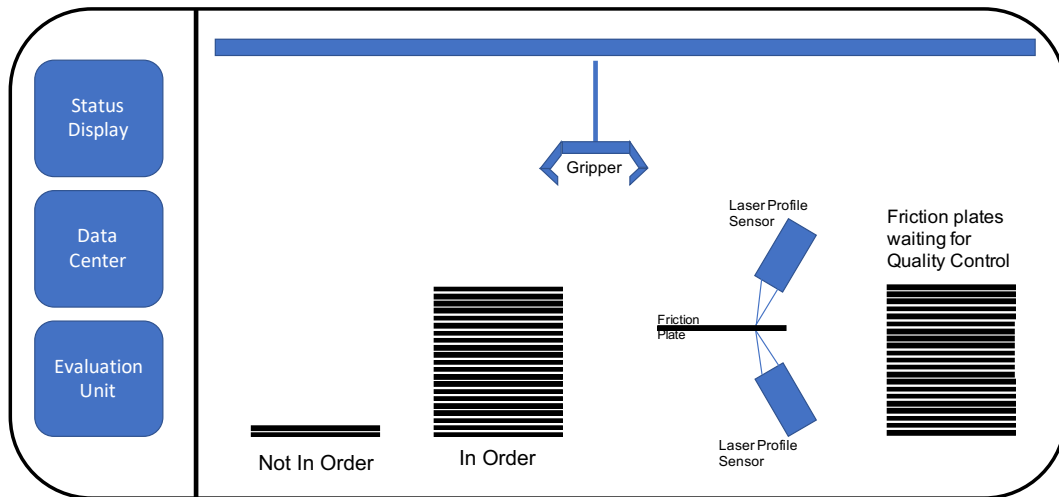 Status
Display
Data
Center
Evaluation
Unit
Gripper
Laser Profile
Sensor
Friction plates
waiting for
Quality Control
Friction
Plate
Laser Profile
Sensor
Not In Order
In Order